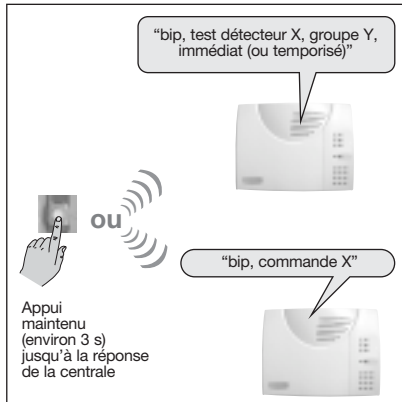 “bip, test détecteur X, groupe Y,
immédiat (ou temporisé)”
ou
“bip, commande X”
Appui
maintenu
(environ 3 s)
jusqu’à la réponse
de la centrale